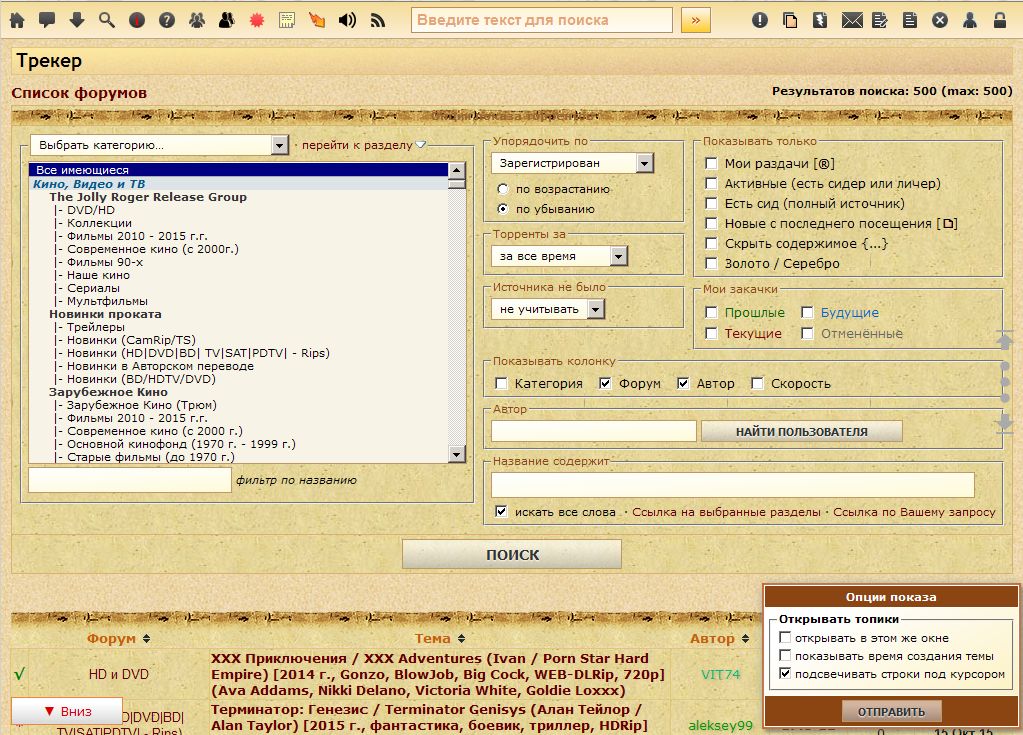 Введите текст для поиска
»
Трекер
Список форумов
Результатов поиска: 500 (max: 500)
Выбрать категорию...
· перейти к разделу
Все имеющиеся
Кино, Видео и ТВ
The Jolly Roger Release Group
|- DVD/HD
|- Коллекции
|- Фильмы 2010 - 2015 г.г.
|- Современное кино (с 2000г.)
|- Фильмы 90-х
|- Наше кино
|- Сериалы
|- Мультфильмы
Новинки проката
|- Трейлеры
|- Новинки (CamRip/TS)
|- Новинки (HD|DVD|BD| TV|SAT|PDTV| - Rips)
|- Новинки в Авторском переводе
|- Новинки (BD/HDTV/DVD)
Зарубежное Кино
|- Зарубежное Кино (Трюм)
|- Фильмы 2010 - 2015 г.г.
|- Современное кино (с 2000 г.)
|- Основной кинофонд (1970 г. - 1999 г.)
|- Старые фильмы (до 1970 г.)
фильтр по названию
Упорядочить по
Зарегистрирован
по возрастанию
по убыванию
Торренты за
за все время
Источника не было
не учитывать
Показывать только
Мои раздачи [®]
Активные (есть сидер или личер)
Есть сид (полный источник)
Новые с последнего посещения []
Скрыть содержимое {...}
Золото / Серебро
Мои закачки
Прошлые Будущие
Текущие Отменённые
Показывать колонку
Категория Форум Автор Скорость
Автор
НАЙТИ ПОЛЬЗОВАТЕЛЯ
Название содержит
искать все слова · Ссылка на выбранные разделы · Ссылка по Вашему запросу
ПОИСК
Форум Тема Автор
√ HD и DVD
XXX Приключения / XXX Adventures (Ivan / Porn Star Hard
Empire) [2014 г., Gonzo, BlowJob, Big Cock, WEB-DLRip, 720p]
(Ava Addams, Nikki Delano, Victoria White, Goldie Loxxx)
VIT74
▼ Вниз
D|DVD|BD|
TV|SAT|PDTV| - Rips)
Терминатор: Генезис / Terminator Genisys (Алан Тейлор /
Alan Taylor) [2015 г., фантастика, боевик, триллер, HDRip]
aleksey99
15 Окт 15
Опции показа
Открывать топики
открывать в этом же окне
показывать время создания темы
подсвечивать строки под курсором
ОТПРАВИТЬ